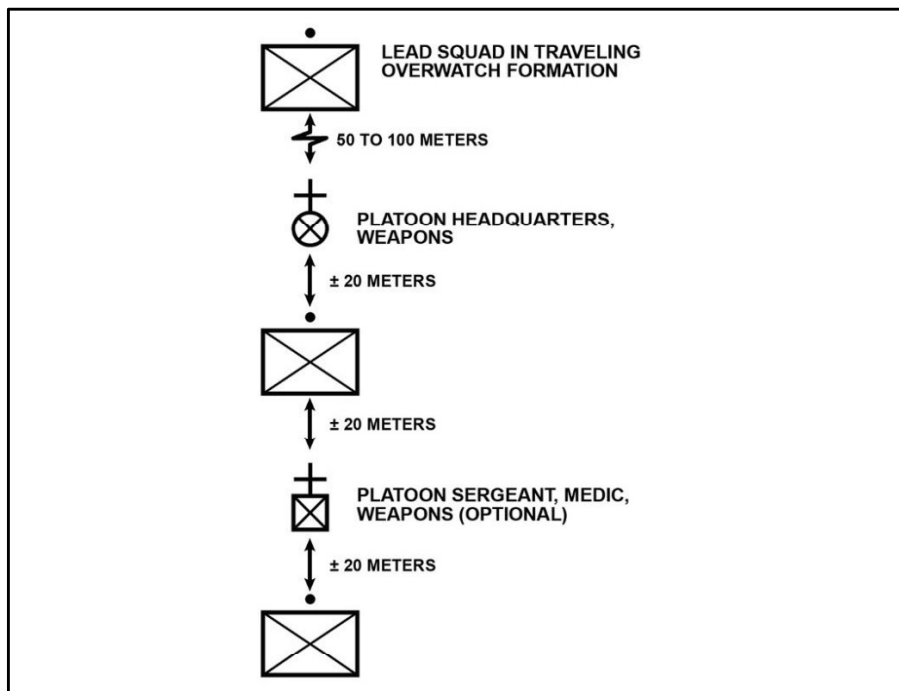 LEAD SQUAD IN TRAVELING
OVERWATCH FORMATION
50 TO 100 METERS
PLATOON HEADQUARTERS,
WEAPONS
± 20 METERS
± 20 METERS
PLATOON SERGEANT, MEDIC,
WEAPONS (OPTIONAL)
± 20 METERS